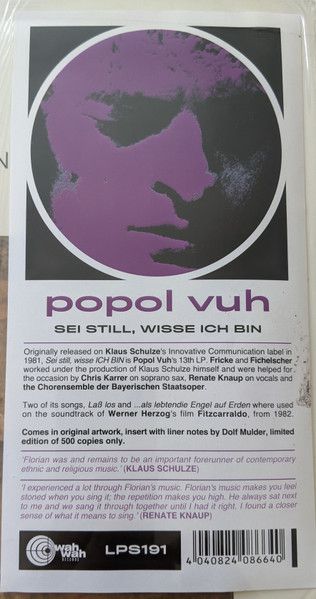 popol vuh
SEI STILL, WISSE ICH BIN
Originally released on Klaus Schulze's Innovative Communication label in
1981, Sei still, wisse ICH BIN is Popol Vuh's 13th LP. Fricke and Fichelscher
worked under the production of Klaus Schulze himself and were helped for
the occasion by Chris Karrer on soprano sax, Renate Knaup on vocals and
the Chorensemble der Bayerischen Staatsoper.
Two of its songs, Laß los and ...als lebtendie Engel auf Erden where used
on the soundtrack of Werner Herzog's film Fitzcarraldo, from 1982.
Comes in original artwork, insert with liner notes by Dolf Mulder, limited
edition of 500 copies only.
'Florian was and remains to be an important forerunner of contemporary
ethnic and religious music.' (KLAUS SCHULZE)
'I experienced a lot through Florian's music. Florian's music makes you feel
stoned when you sing it; the repetition makes you high. He always sat next
to me and we sang it through together until I had it right. I found a closer
sense of what it means to sing.' (RENATE KNAUP)
wah
wah
RECORDS
LPS191
4 040824 086640
N